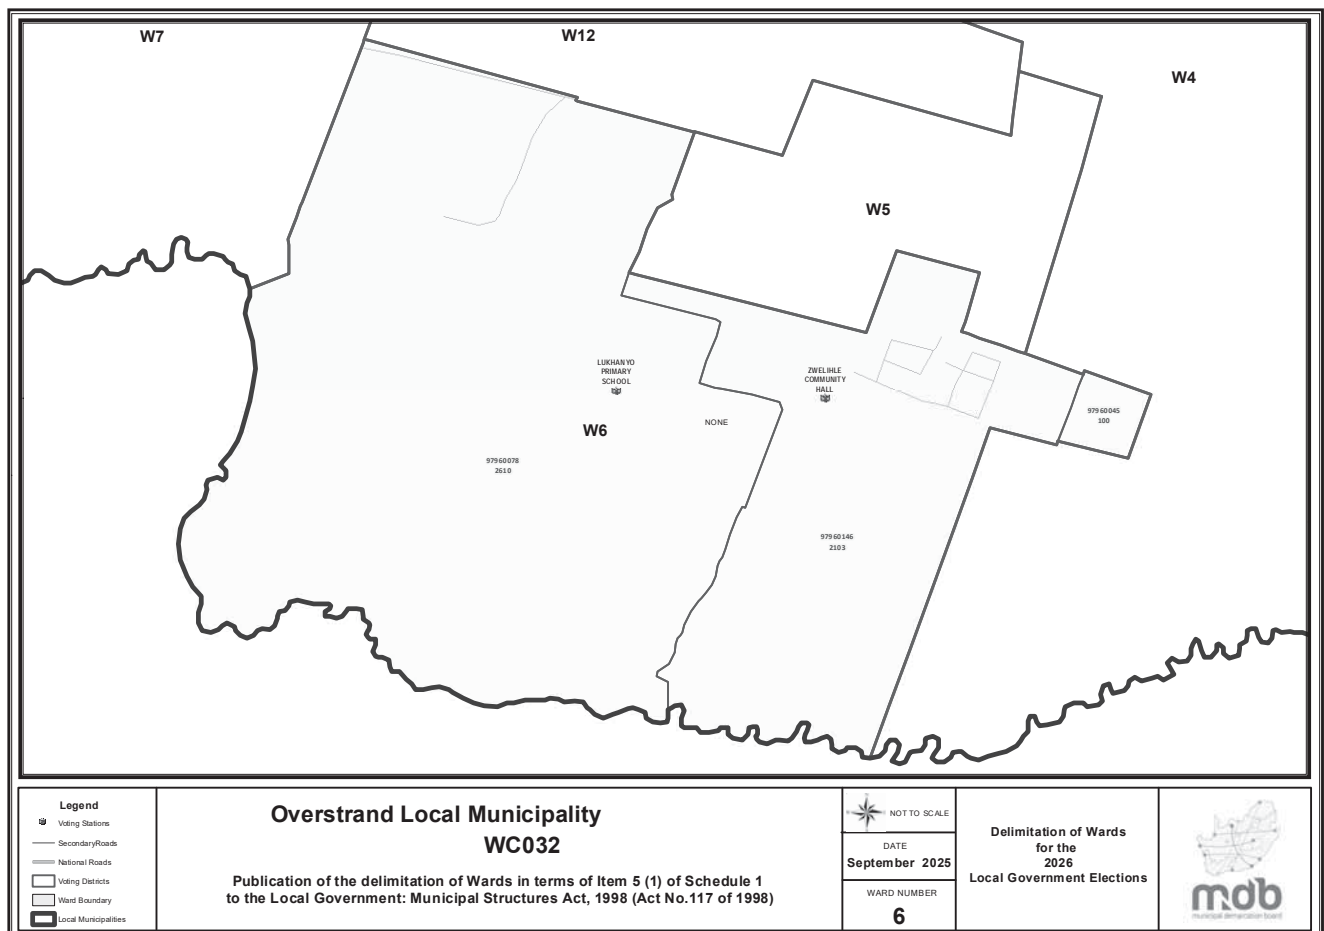 W7
W12
W4
W5
LUKHANYO
PRIMARY
SCHOOL
ZWELIHLE
COMMUNITY
HALL
97960045
100
W6
NONE
97960078
2610
97960146
2103
Legend
Voting Stations
SecondaryRoads
National Roads
Voting Districts
Ward Boundary
Local Municipalities
Overstrand Local Municipality
WC032
Publication of the delimitation of Wards in terms of Item 5 (1) of Schedule 1
to the Local Government: Municipal Structures Act, 1998 (Act No.117 of 1998)
NOT TO SCALE
DATE
September 2025
WARD NUMBER
6
Delimitation of Wards
for the
2026
Local Government Elections
mdb
municipal demarcation board